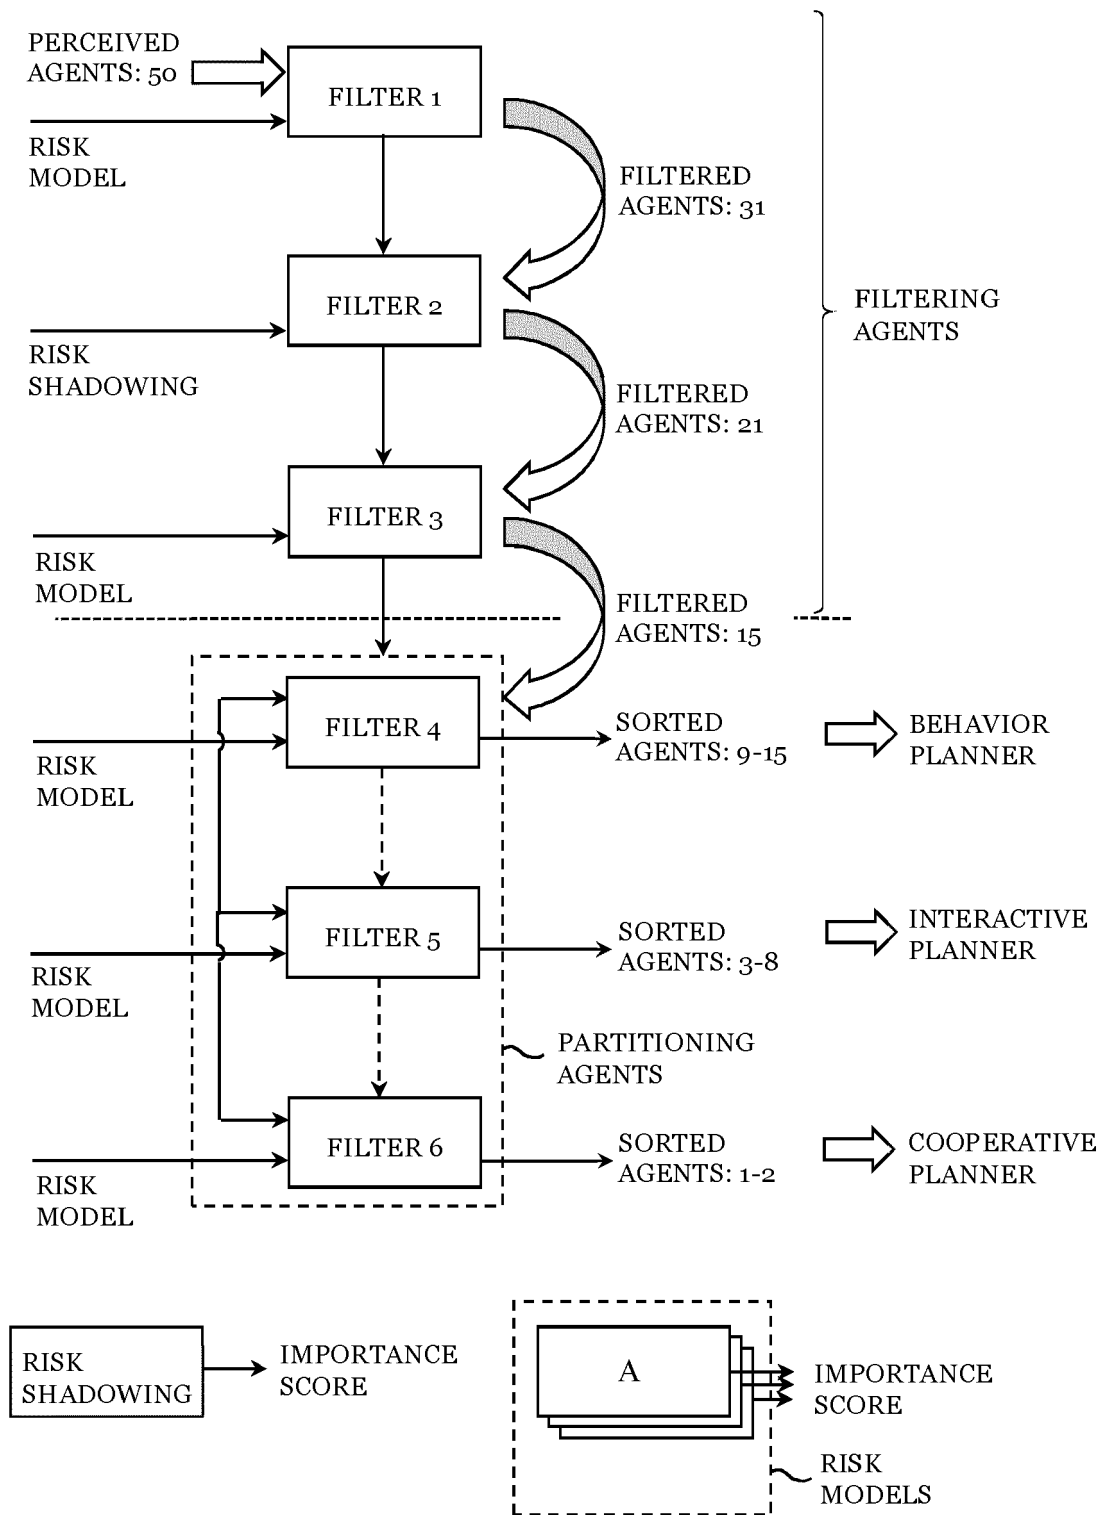 PERCEIVED
AGENTS: 50
FILTER 1
RISK
MODEL
FILTERED
AGENTS: 31
FILTER 2
FILTERING
AGENTS
RISK
SHADOWING
FILTERED
AGENTS: 21
FILTER 3
RISK
MODEL
FILTERED
AGENTS: 15
FILTER 4
SORTED
AGENTS: 9-15
BEHAVIOR
PLANNER
RISK
MODEL
FILTER 5
SORTED
AGENTS: 3-8
INTERACTIVE
PLANNER
RISK
MODEL
PARTITIONING
AGENTS
FILTER 6
SORTED
AGENTS: 1-2
COOPERATIVE
PLANNER
RISK
MODEL
RISK
SHADOWING
IMPORTANCE
SCORE
A
IMPORTANCE
SCORE
RISK
MODELS